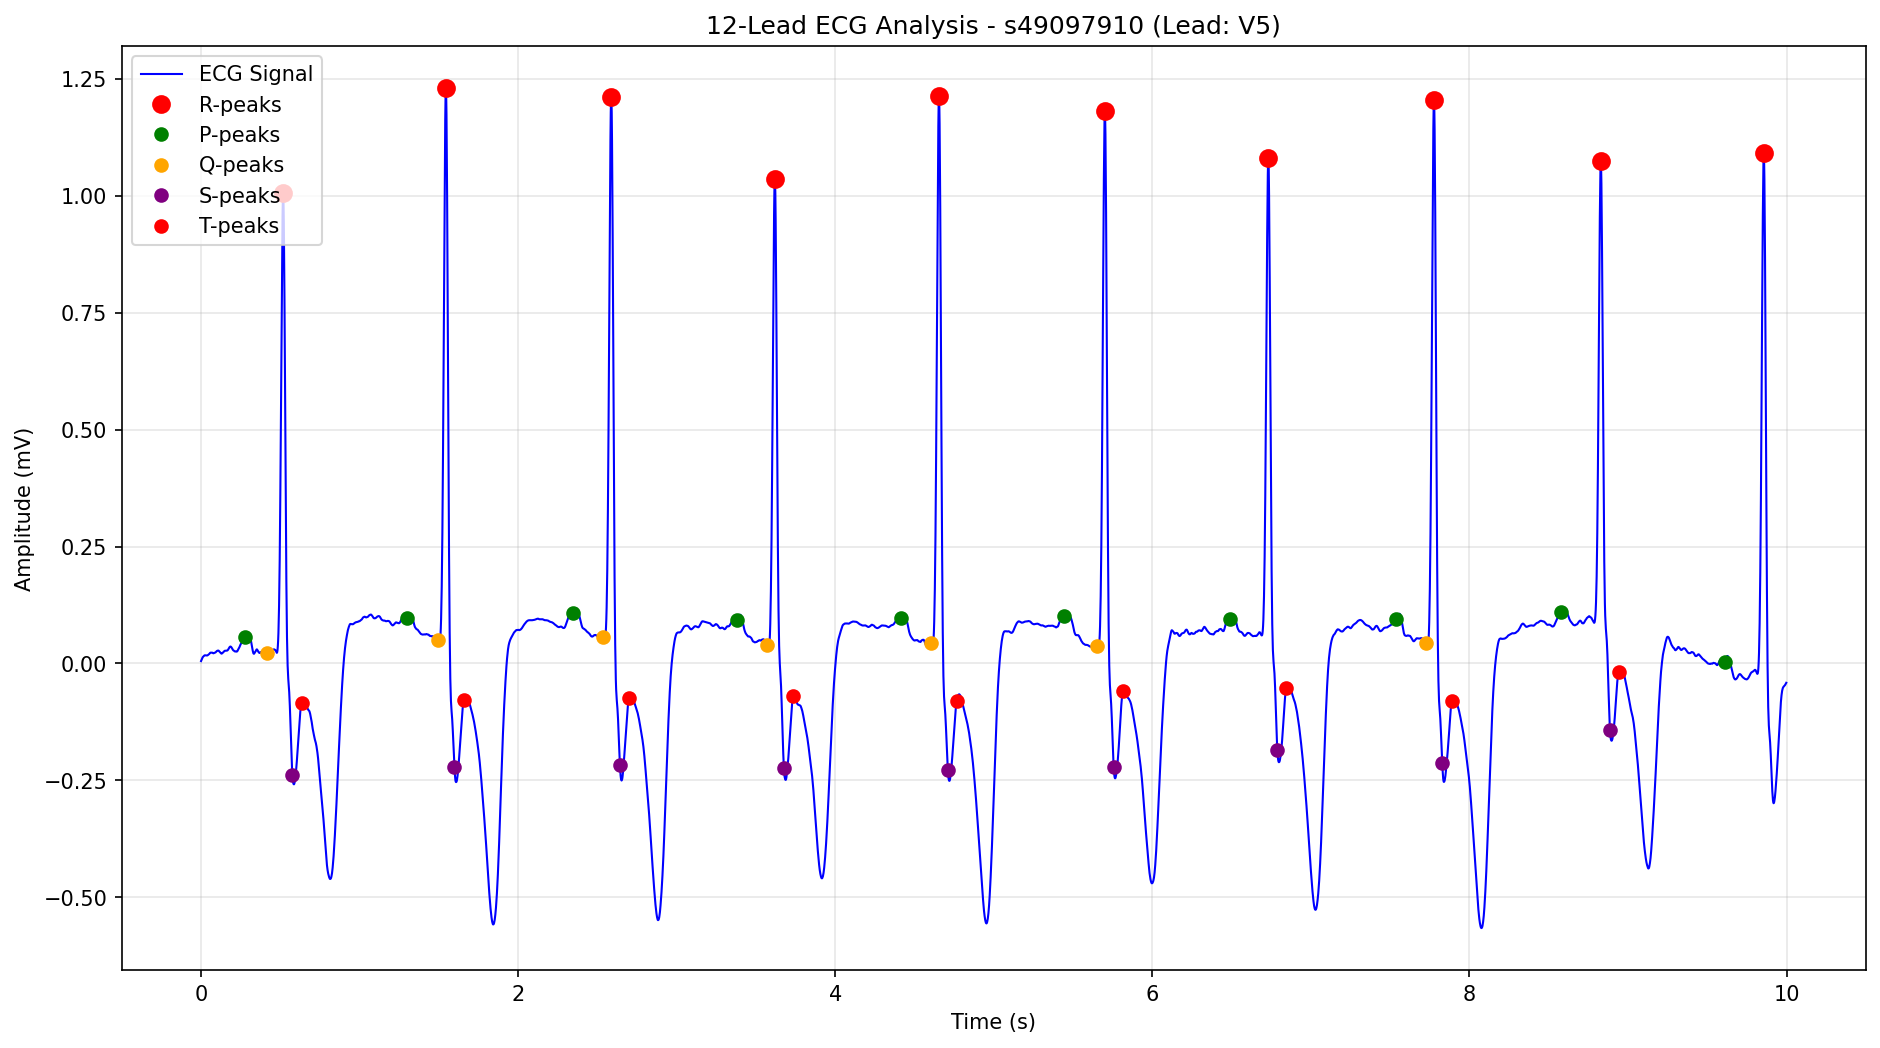 12-Lead ECG Analysis - s49097910 (Lead: V5)
ECG Signal
R-peaks
P-peaks
Q-peaks
S-peaks
T-peaks
Amplitude (mV)
1.25
1.00
0.75
0.50
0.25
0.00
−0.25
−0.50
0 2 4 6 8 10
Time (s)